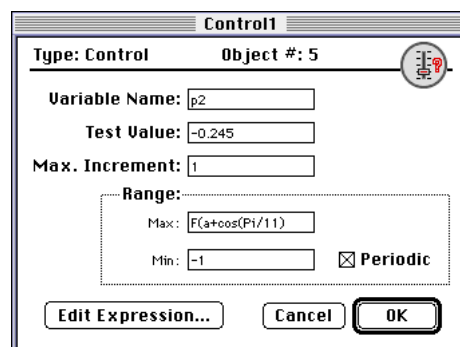 Control1
Type: Control Object #: 5
Variable Name: p2
Test Value: -0.245
Max. Increment: 1
Range:
Max: F(a+cos(Pi/11)
Min: -1 Periodic
Edit Expression... Cancel OK